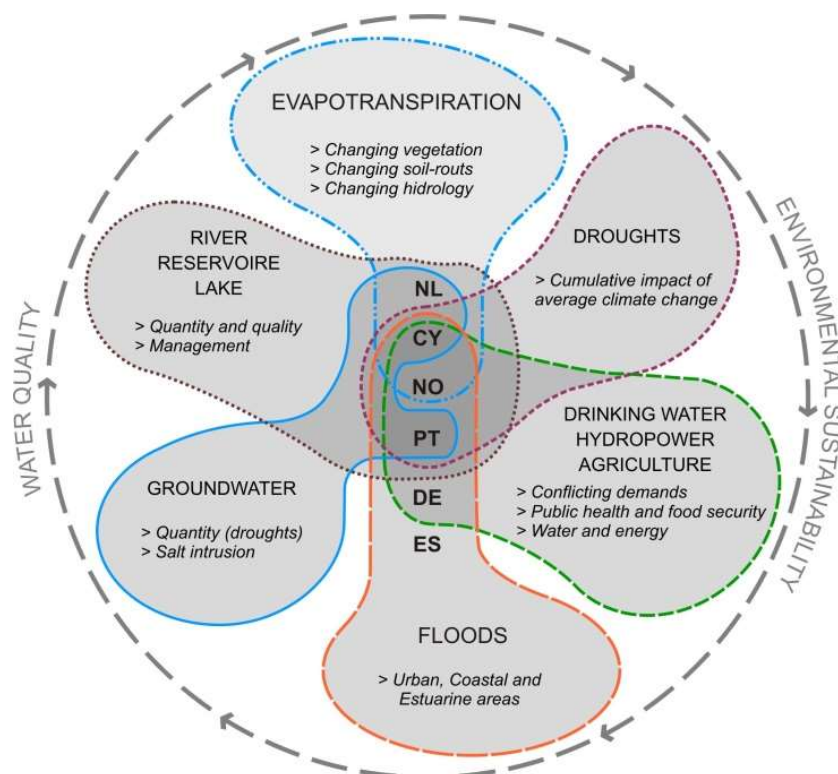 EVAPOTRANSPIRATION
> Changing vegetation
> Changing soil-routs
> Changing hidrology
RIVER
RESERVOIRE
LAKE
> Quantity and quality
> Management
DROUGHTS
> Cumulative impact of
average climate change
NL
CY
NO
PT
DE
ES
GROUNDWATER
> Quantity (droughts)
> Salt intrusion
DRINKING WATER
HYDROPOWER
AGRICULTURE
> Conflicting demands
> Public health and food security
> Water and energy
FLOODS
> Urban, Coastal and
Estuarine areas
WATER QUALITY
ENVIRONMENTAL SUSTAINABILITY